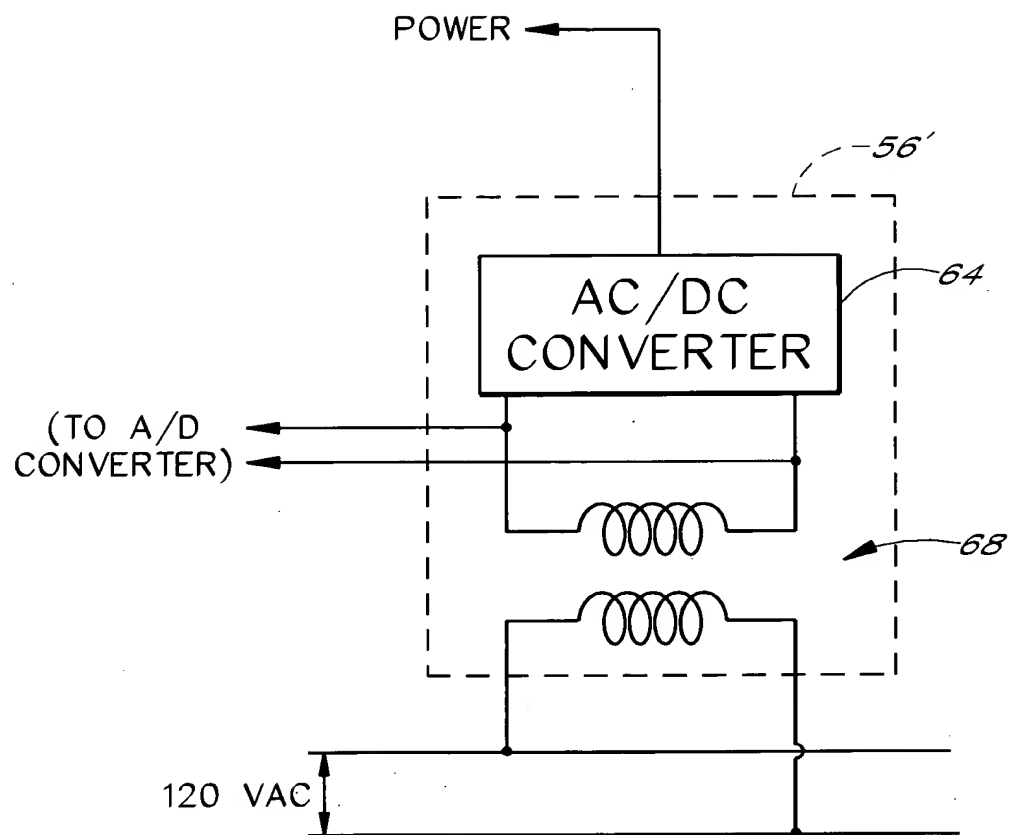 POWER
56'
AC/DC
CONVERTER
64
(TO A/D
CONVERTER)
68
120 VAC